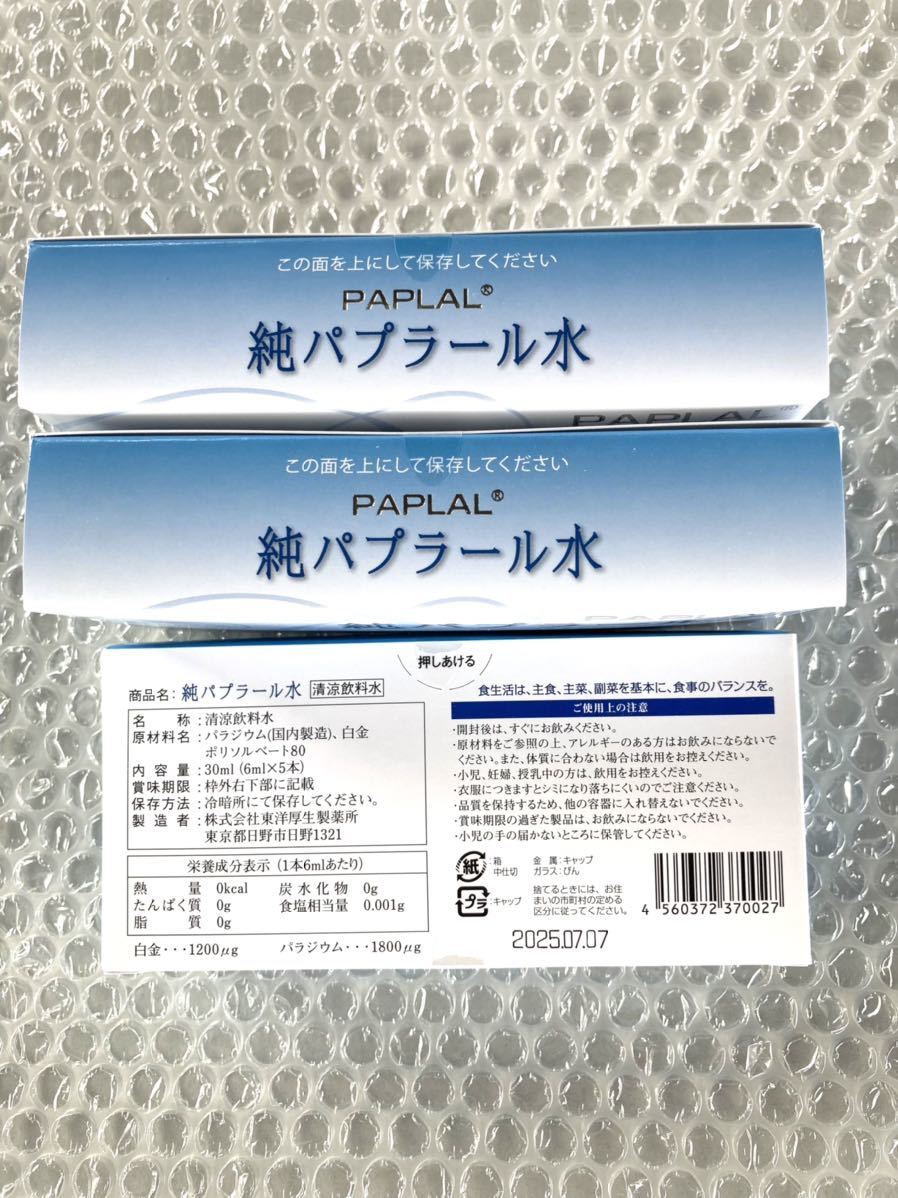 この面を上にして保存してください
PAPLAL®
純パプラール水
PAPLAL®
この面を上にして保存してください
PAPLAL®
純パプラール水
PAPLAL
押しあける
商品名：純パプラール水 清涼飲料水
名称：清涼飲料水
原材料名：パラジウム(国内製造)、白金
ポリソルベート80
内容量：30ml (6ml×5本)
賞味期限：枠外右下部に記載
保存方法：冷暗所にて保存してください。
製造者：株式会社東洋厚生製薬所
東京都日野市日野1321
栄養成分表示（1本6mlあたり）
熱量 0kcal 炭水化物 0g
たんぱく質 0g 食塩相当量 0.001g
脂質 0g
白金･･･1200μg パラジウム･･･1800μg
食生活は、主食、主菜、副菜を基本に、食事のバランスを。
ご使用上の注意
･開封後は、すぐにお飲みください。
･原材料をご参照の上、アレルギーのある方はお飲みにならないで
ください。また、体質に合わない場合は飲用をお控えください。
･小児、妊婦、授乳中の方は、飲用をお控えください。
･衣服につきますとシミになり落ちにくいのでご注意ください。
･品質を保持するため、他の容器に入れ替えないでください。
･賞味期限の過ぎた製品は、お飲みにならないでください。
･小児の手の届かないところに保管してください。
紙：箱 中仕切
金属：キャップ
ガラス：びん
プラ：キャップ
捨てるときには、お住
まいの市町村の定める
区分に従ってください。
4 560372 370027
2025.07.07